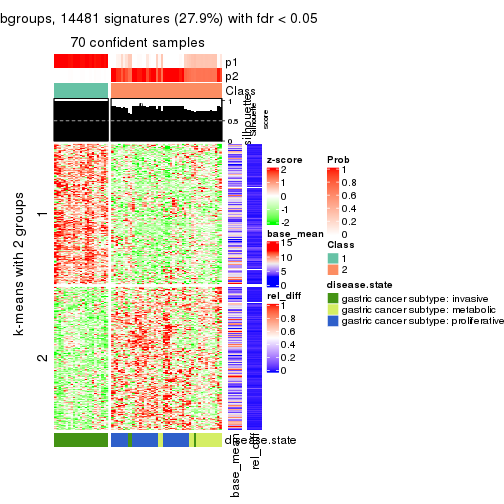 bgroups, 14481 signatures (27.9%) with fdr < 0.05
70 confident samples
p1
p2
Class
1
0.5
0
silhouette
Silhouette
score
k-means with 2 groups
1
2
z-score
2
1
0
-1
-2
base_mean
15
10
5
0
rel_diff
1
0.8
0.6
0.4
0.2
0
Prob
1
0.8
0.6
0.4
0.2
0
Class
1
2
disease.state
gastric cancer subtype: invasive
gastric cancer subtype: metabolic
gastric cancer subtype: proliferative
disease.state
base_mean
rel_diff